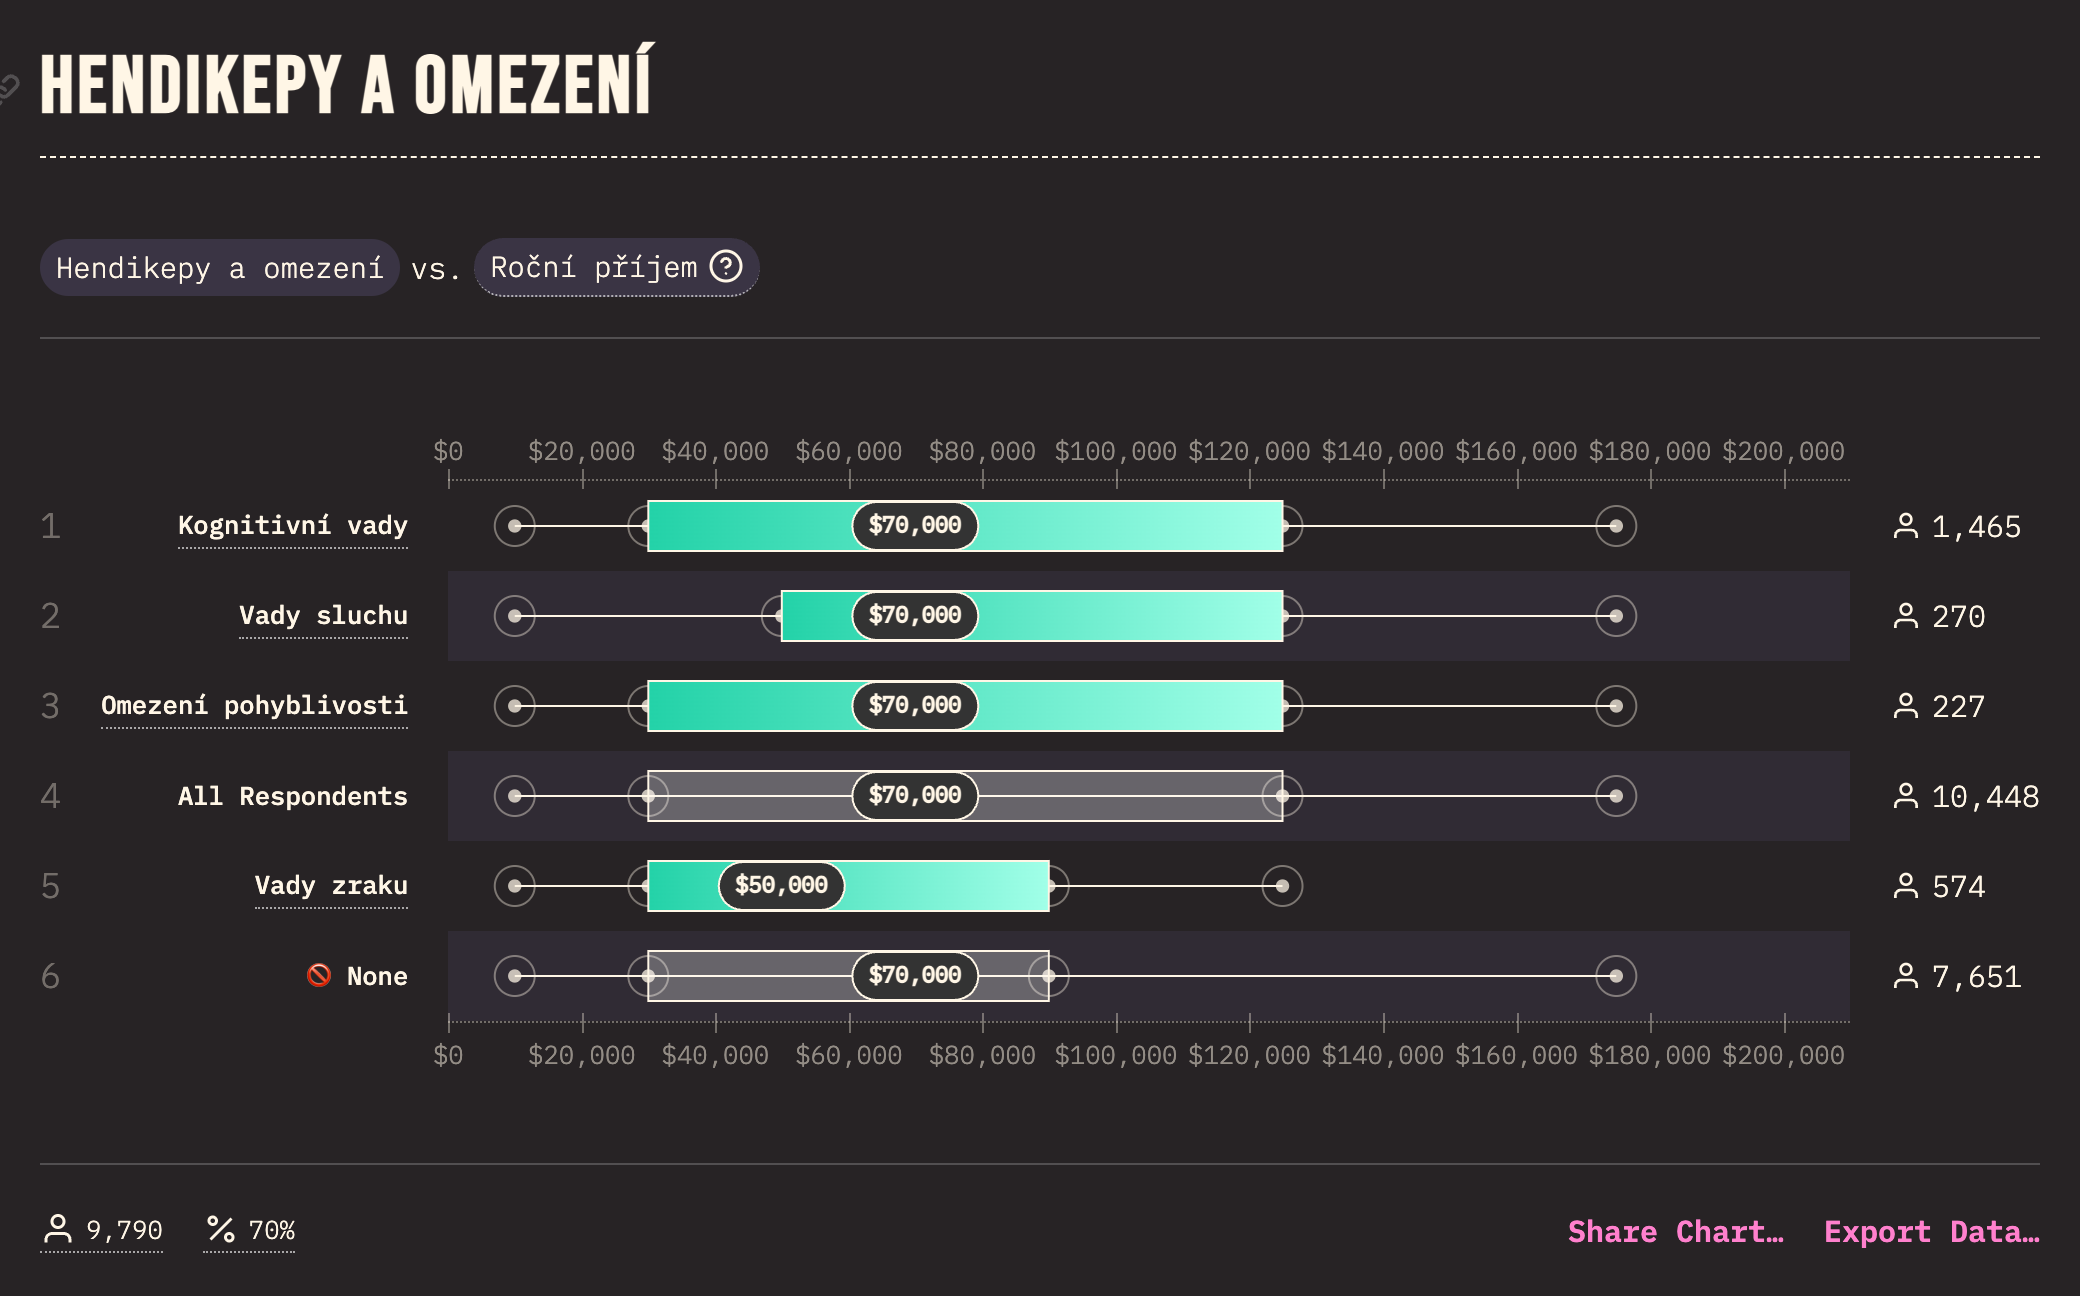 HENDIKEPY A OMEZENÍ
Hendikepy a omezení vs. Roční příjem ?
$0 $20,000 $40,000 $60,000 $80,000 $100,000 $120,000 $140,000 $160,000 $180,000 $200,000
1 Kognitivní vady $70,000 1,465
2 Vady sluchu $70,000 270
3 Omezení pohyblivosti $70,000 227
4 All Respondents $70,000 10,448
5 Vady zraku $50,000 574
6 🚫 None $70,000 7,651
$0 $20,000 $40,000 $60,000 $80,000 $100,000 $120,000 $140,000 $160,000 $180,000 $200,000
9,790 % 70% Share Chart… Export Data…